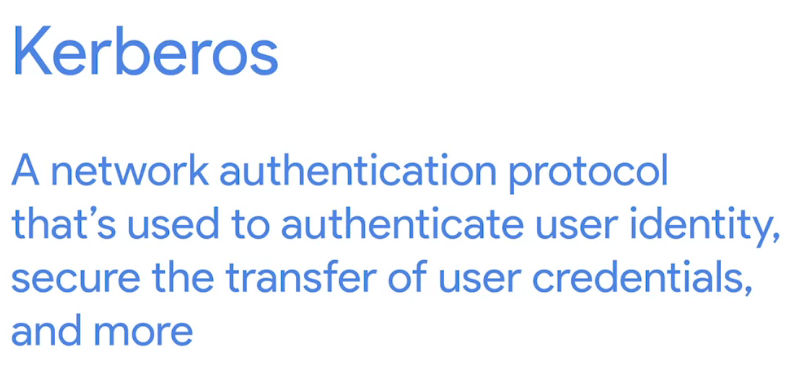 Kerberos
A network authentication protocol
that’s used to authenticate user identity,
secure the transfer of user credentials,
and more